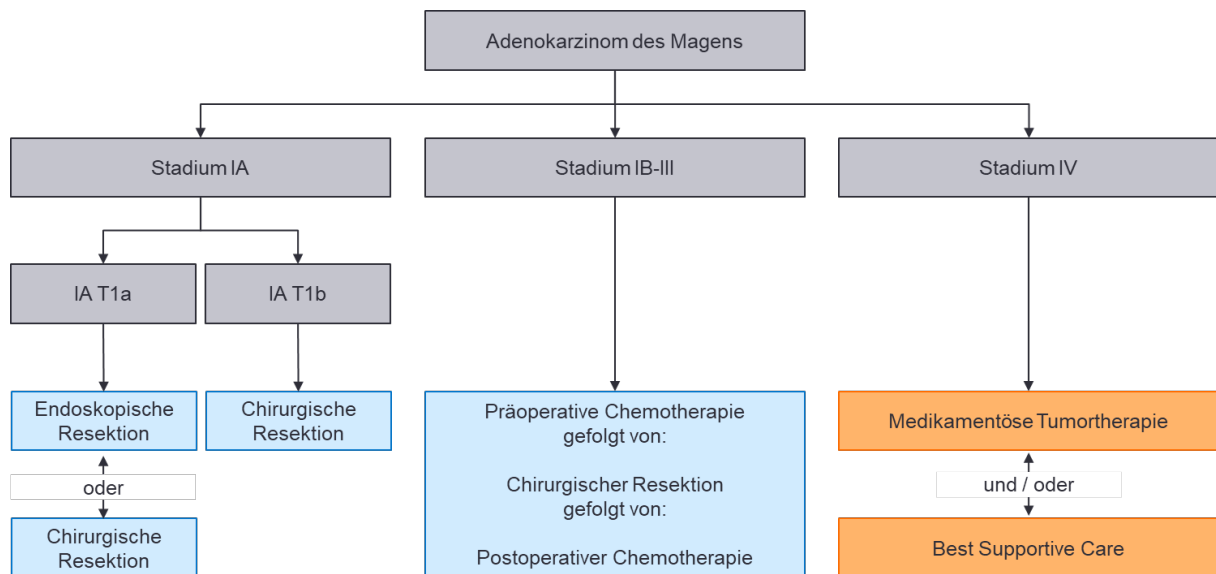 Adenokarzinom des Magens
Stadium IA
Stadium IB-III
Stadium IV
IA T1a
IA T1b
Endoskopische
Resektion
oder
Chirurgische
Resektion
Chirurgische
Resektion
Präoperative Chemotherapie
gefolgt von:
Chirurgischer Resektion
gefolgt von:
Postoperativer Chemotherapie
Medikamentöse Tumortherapie
und / oder
Best Supportive Care